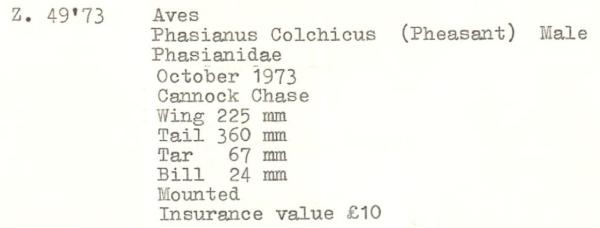 Z. 49'73 Aves
Phasianus Colchicus (Pheasant) Male
Phasianidae
October 1973
Cannock Chase
Wing 225 mm
Tail 360 mm
Tar 67 mm
Bill 24 mm
Mounted
Insurance value £10